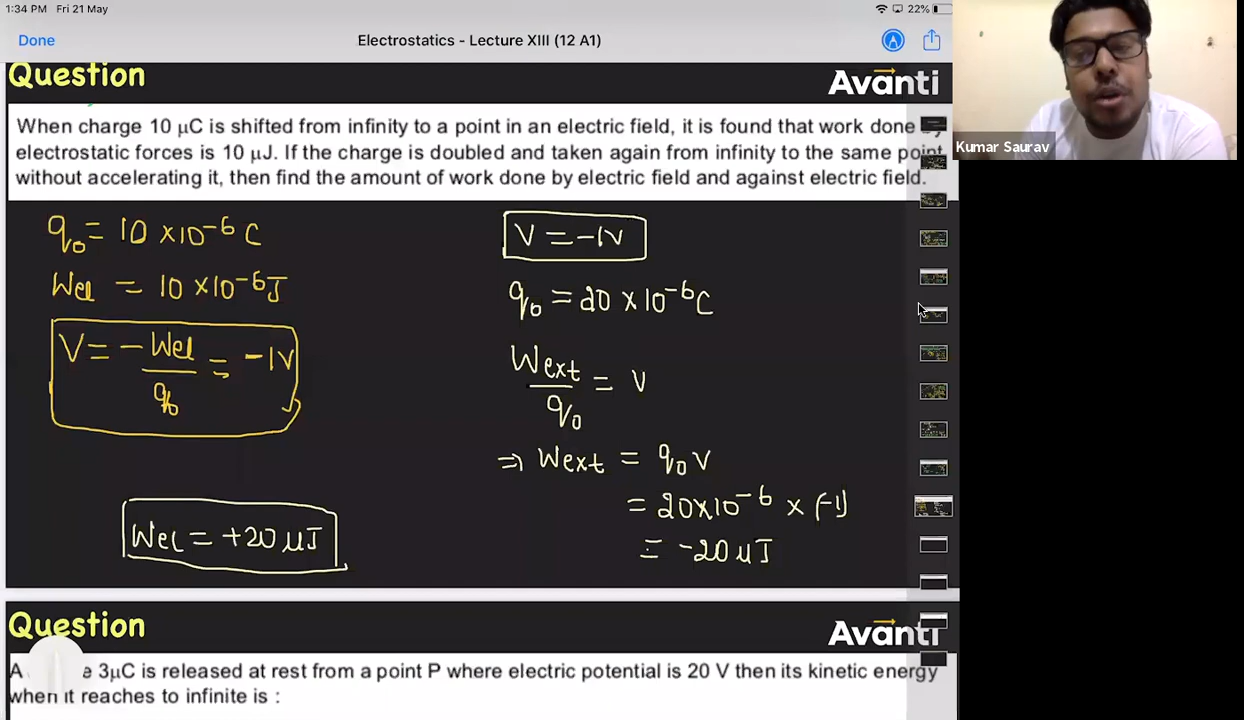 1:34 PM Fri 21 May
22%
Done
Electrostatics - Lecture XIII (12 A1)
Question
Avanti
When charge 10 μC is shifted from infinity to a point in an electric field, it is found that work done by
electrostatic forces is 10 μJ. If the charge is doubled and taken again from infinity to the same point
without accelerating it, then find the amount of work done by electric field and against electric field.
Kumar Saurav
q₀ = 10 × 10⁻⁶ C
Wel = 10 × 10⁻⁶ J
V = - Wel / q₀ = -1V
Wel = +20 μJ
V = -1V
q₀ = 20 × 10⁻⁶ C
Wext / q₀ = V
⇒ Wext = q₀ V
= 20×10⁻⁶ × (-1)
= -20 μJ
Question
Avanti
A e 3μC is released at rest from a point P where electric potential is 20 V then its kinetic energy
when it reaches to infinite is :